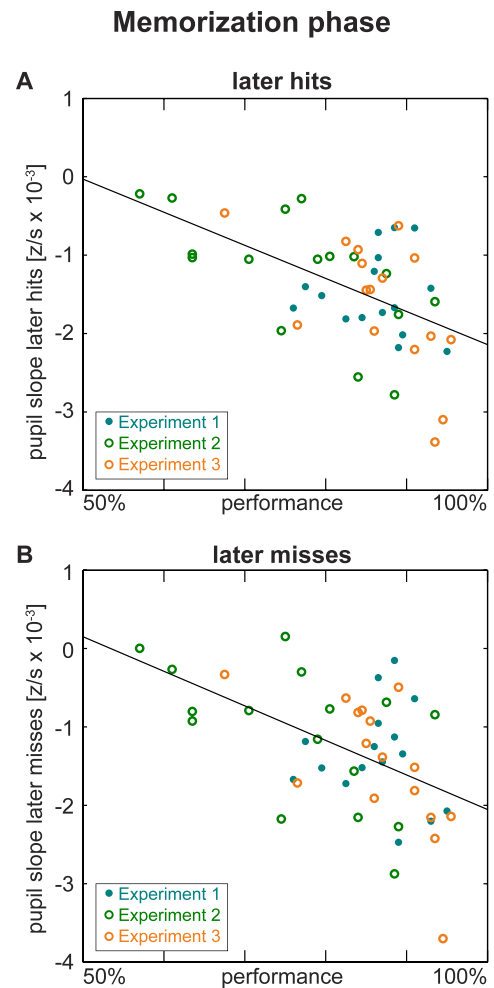 Memorization phase
A later hits
1
0
-1
-2
-3
-4
pupil slope later hits [z/s x 10⁻³]
Experiment 1
Experiment 2
Experiment 3
50% performance 100%
B later misses
1
0
-1
-2
-3
-4
pupil slope later misses [z/s x 10⁻³]
Experiment 1
Experiment 2
Experiment 3
50% performance 100%